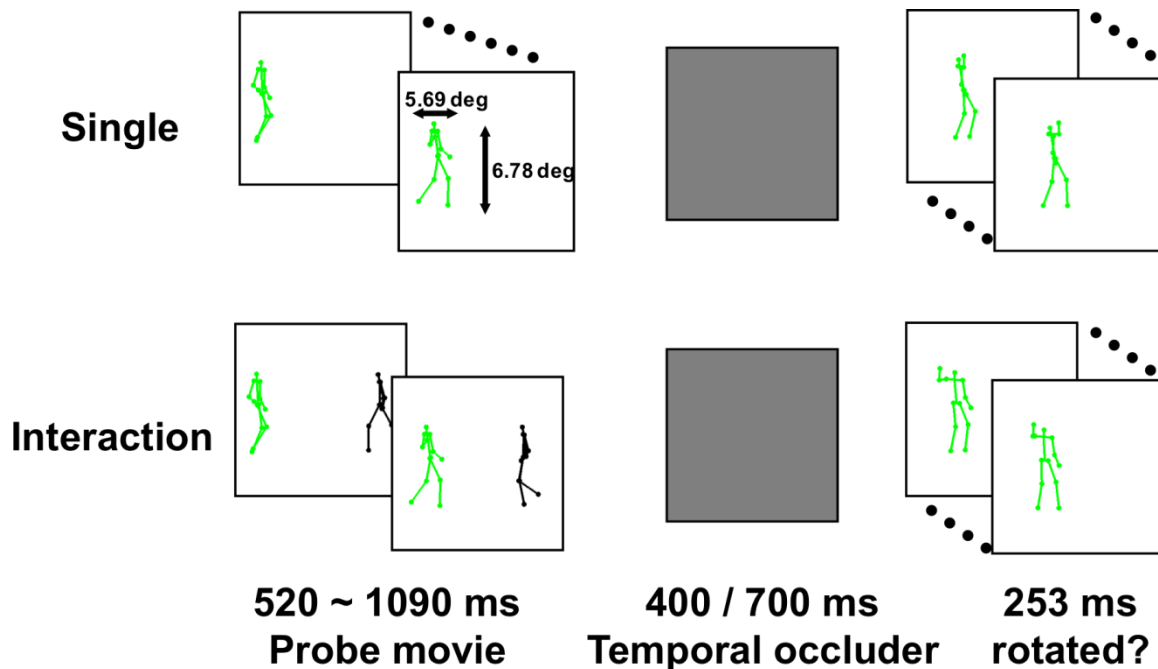 Single
5.69 deg
6.78 deg
Interaction
520 ~ 1090 ms
Probe movie
400 / 700 ms
Temporal occluder
253 ms
rotated?